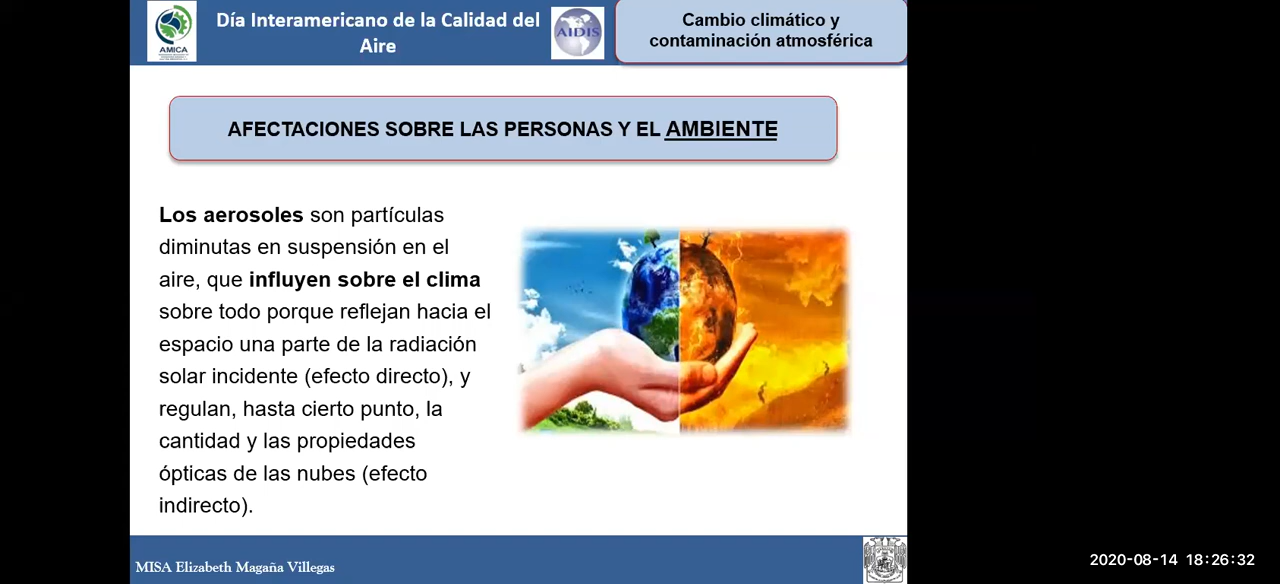 Día Interamericano de la Calidad del
Aire
AMICA
AIDIS
Cambio climático y
contaminación atmosférica
AFECTACIONES SOBRE LAS PERSONAS Y EL AMBIENTE
Los aerosoles son partículas
diminutas en suspensión en el
aire, que influyen sobre el clima
sobre todo porque reflejan hacia el
espacio una parte de la radiación
solar incidente (efecto directo), y
regulan, hasta cierto punto, la
cantidad y las propiedades
ópticas de las nubes (efecto
indirecto).
MISA Elizabeth Magaña Villegas
2020-08-14 18:26:32